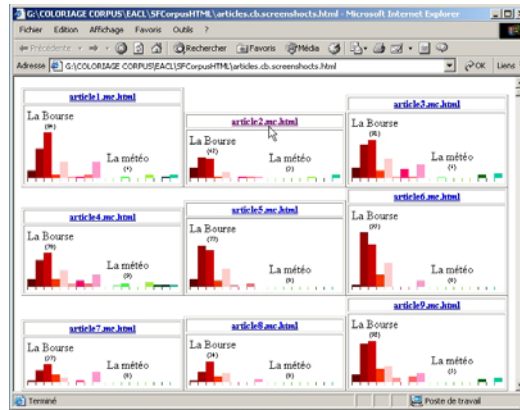 G:\COLORIAGE CORPUS\EACL\SFCorpusHTML\articles.cb.screenshocts.html - Microsoft Internet Explorer
Fichier Edition Affichage Favoris Outils ?
Précédente Rechercher Favoris Média
Adresse G:\COLORIAGE CORPUS\EACL\SFCorpusHTML\articles.cb.screenshocts.html OK Liens
article1.mc.html
La Bourse
La météo
article2.mc.html
La Bourse
La météo
article3.mc.html
La Bourse
La météo
article4.mc.html
La Bourse
La météo
article5.mc.html
La Bourse
La météo
article6.mc.html
La Bourse
La météo
article7.mc.html
La Bourse
La météo
article8.mc.html
La Bourse
La météo
article9.mc.html
La Bourse
La météo
Terminé Poste de travail